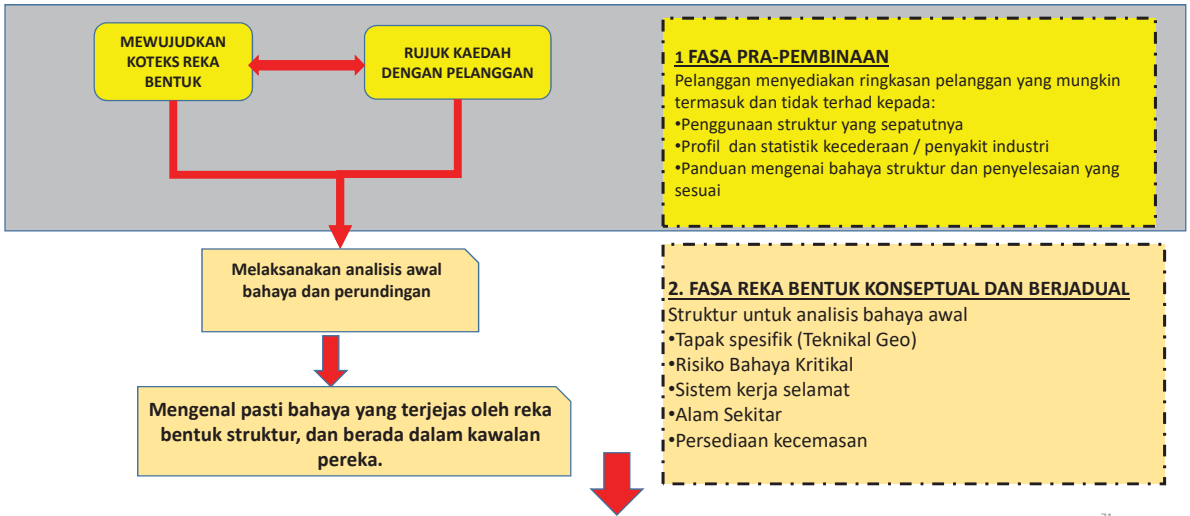 MEWUJUDKAN
KOTEKS REKA
BENTUK
RUJUK KAEDAH
DENGAN PELANGGAN
1 FASA PRA-PEMBINAAN
Pelanggan menyediakan ringkasan pelanggan yang mungkin
termasuk dan tidak terhad kepada:
•Penggunaan struktur yang sepatutnya
•Profil dan statistik kecederaan / penyakit industri
•Panduan mengenai bahaya struktur dan penyelesaian yang
sesuai
Melaksanakan analisis awal
bahaya dan perundingan
Mengenal pasti bahaya yang terjejas oleh reka
bentuk struktur, dan berada dalam kawalan
pereka.
2. FASA REKA BENTUK KONSEPTUAL DAN BERJADUAL
Struktur untuk analisis bahaya awal
•Tapak spesifik (Teknikal Geo)
•Risiko Bahaya Kritikal
•Sistem kerja selamat
•Alam Sekitar
•Persediaan kecemasan